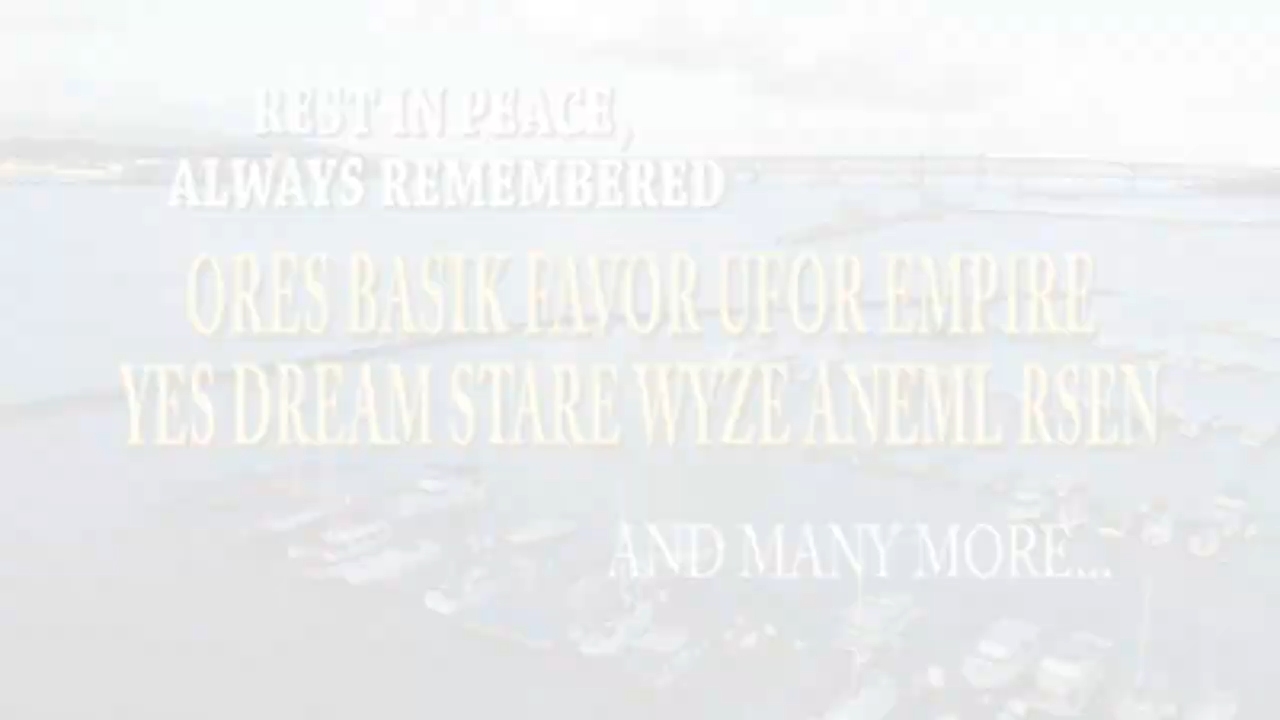 REST IN PEACE,
ALWAYS REMEMBERED
ORES BASIK FAVOR UFOR EMPIRE
YES DREAM STARE WYZE ANEML RSEN
AND MANY MORE...